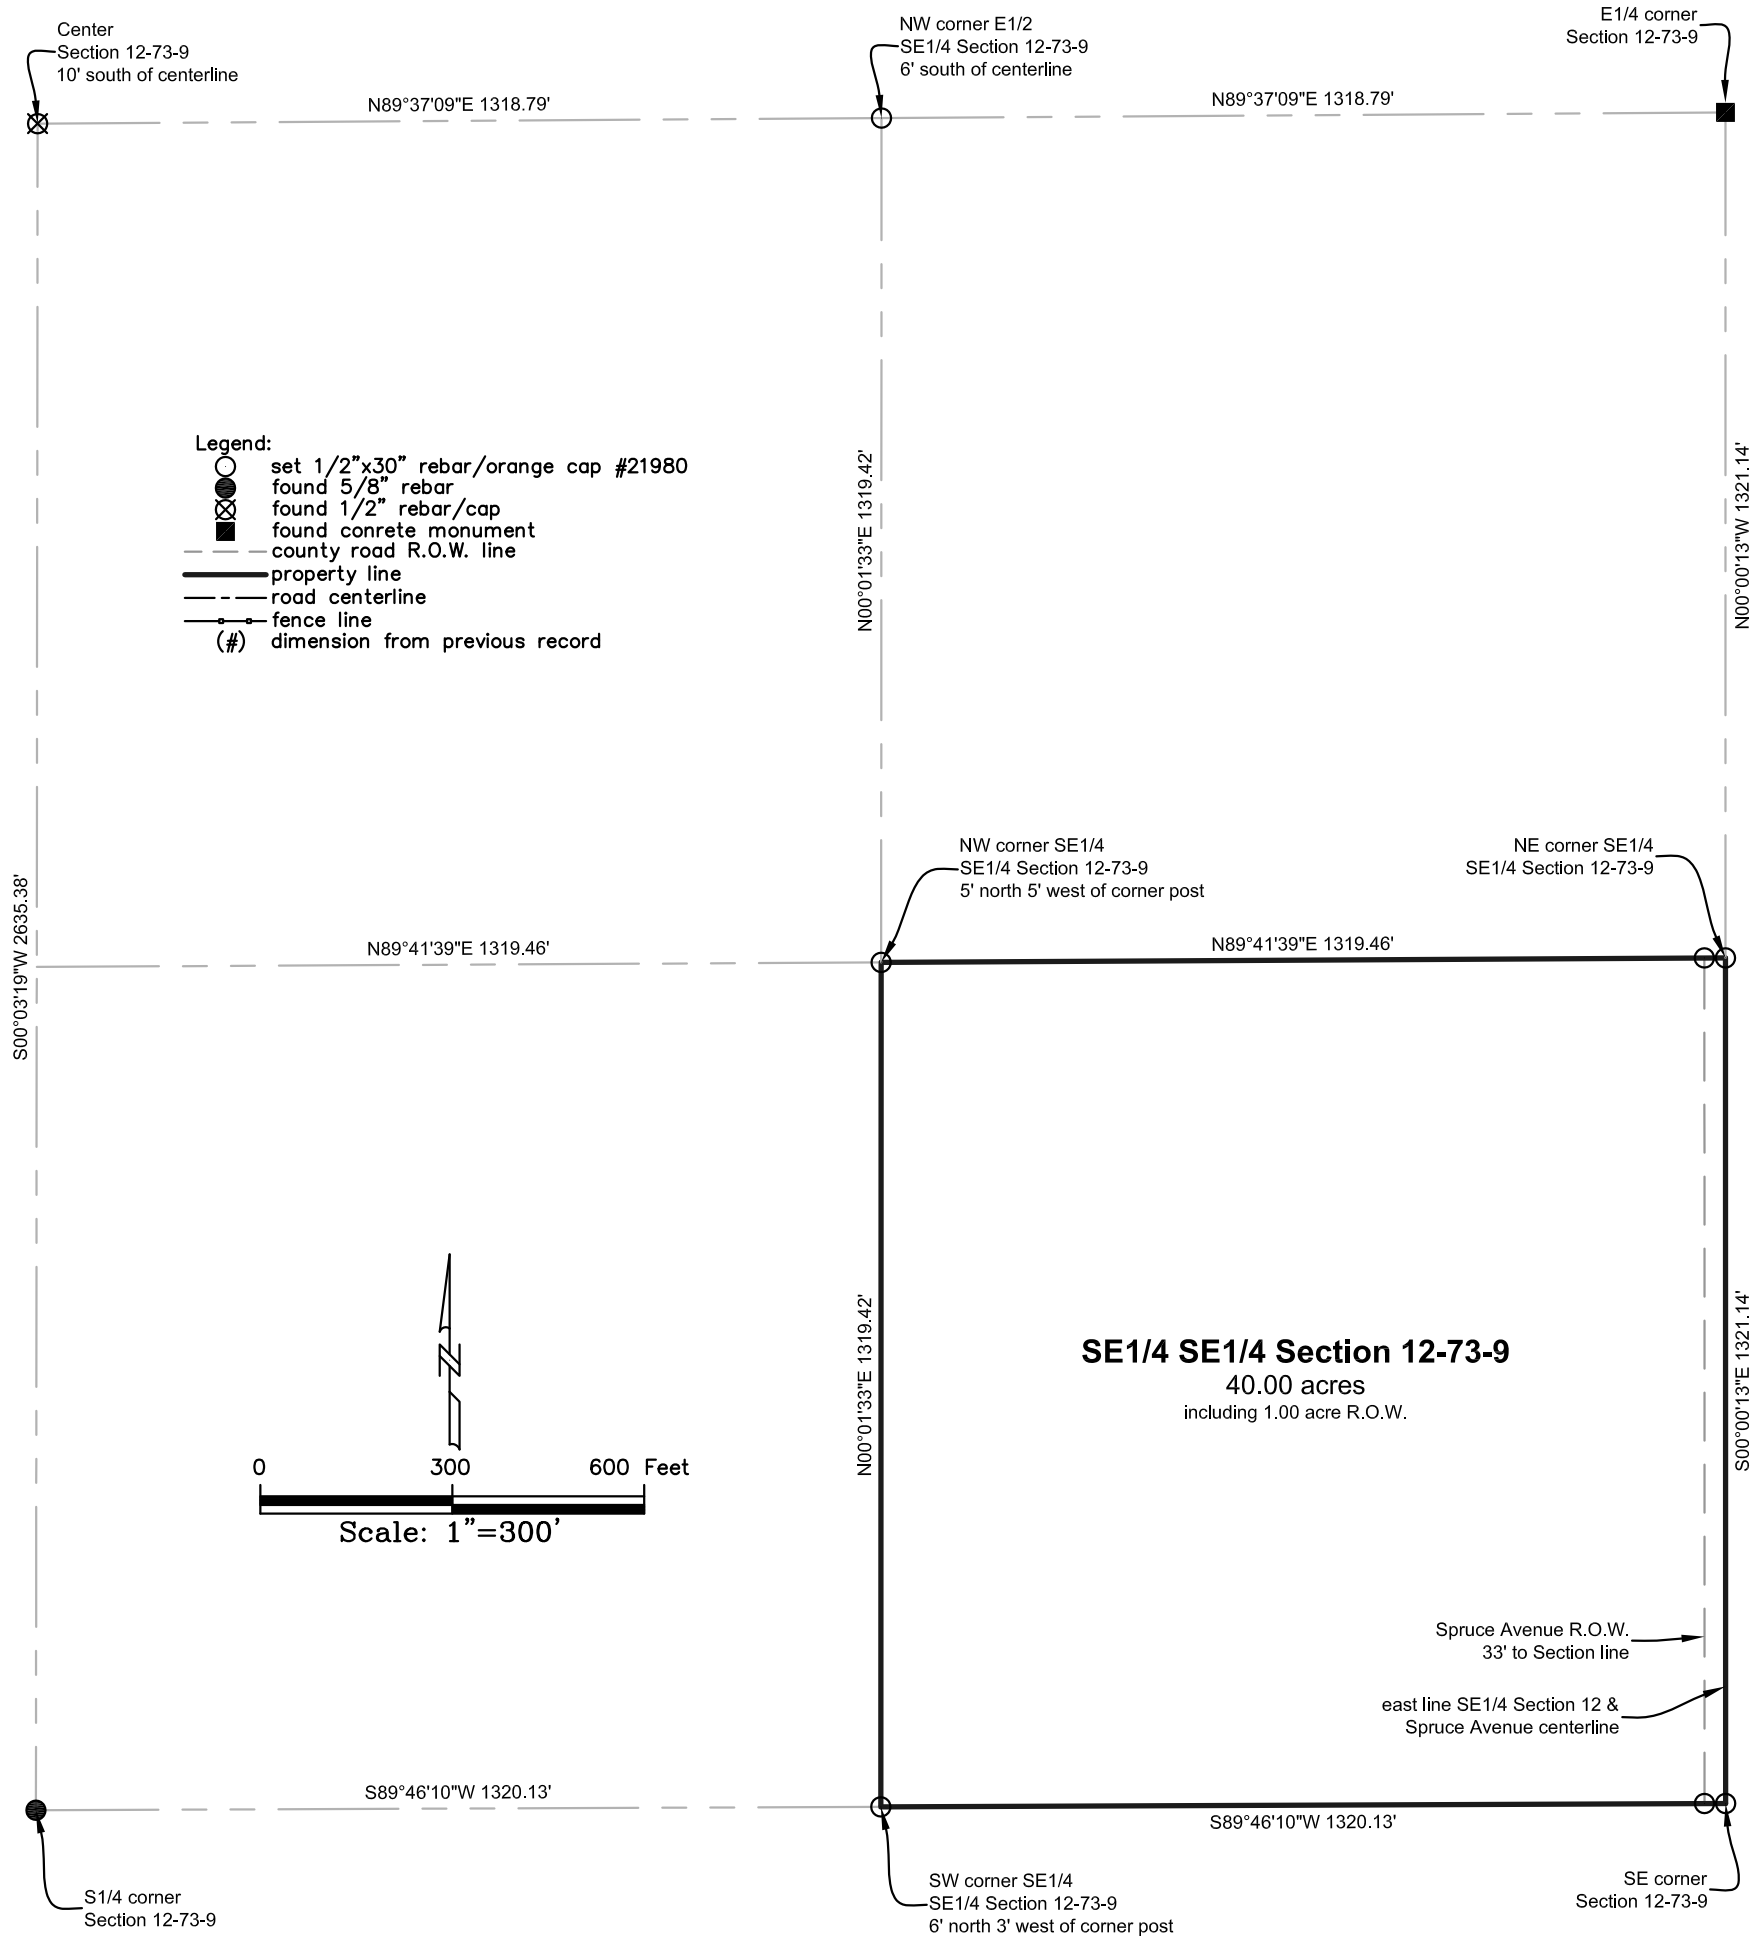 Center
Section 12-73-9
10' south of centerline
NW corner E1/2
SE1/4 Section 12-73-9
6' south of centerline
E1/4 corner
Section 12-73-9
N89°37'09"E 1318.79'
N89°37'09"E 1318.79'
Legend:
set 1/2"x30" rebar/orange cap #21980
found 5/8" rebar
found 1/2" rebar/cap
found conrete monument
county road R.O.W. line
property line
road centerline
fence line
(#) dimension from previous record
N00°01'33"E 1319.42'
N00°00'13"W 1321.14'
S00°03'19"W 2635.38'
NW corner SE1/4
SE1/4 Section 12-73-9
5' north 5' west of corner post
NE corner SE1/4
SE1/4 Section 12-73-9
N89°41'39"E 1319.46'
N89°41'39"E 1319.46'
N00°01'33"E 1319.42'
S00°00'13"E 1321.14'
SE1/4 SE1/4 Section 12-73-9
40.00 acres
including 1.00 acre R.O.W.
N
0 300 600 Feet
Scale: 1"=300'
Spruce Avenue R.O.W.
33' to Section line
east line SE1/4 Section 12 &
Spruce Avenue centerline
S89°46'10"W 1320.13'
S89°46'10"W 1320.13'
S1/4 corner
Section 12-73-9
SW corner SE1/4
SE1/4 Section 12-73-9
6' north 3' west of corner post
SE corner
Section 12-73-9